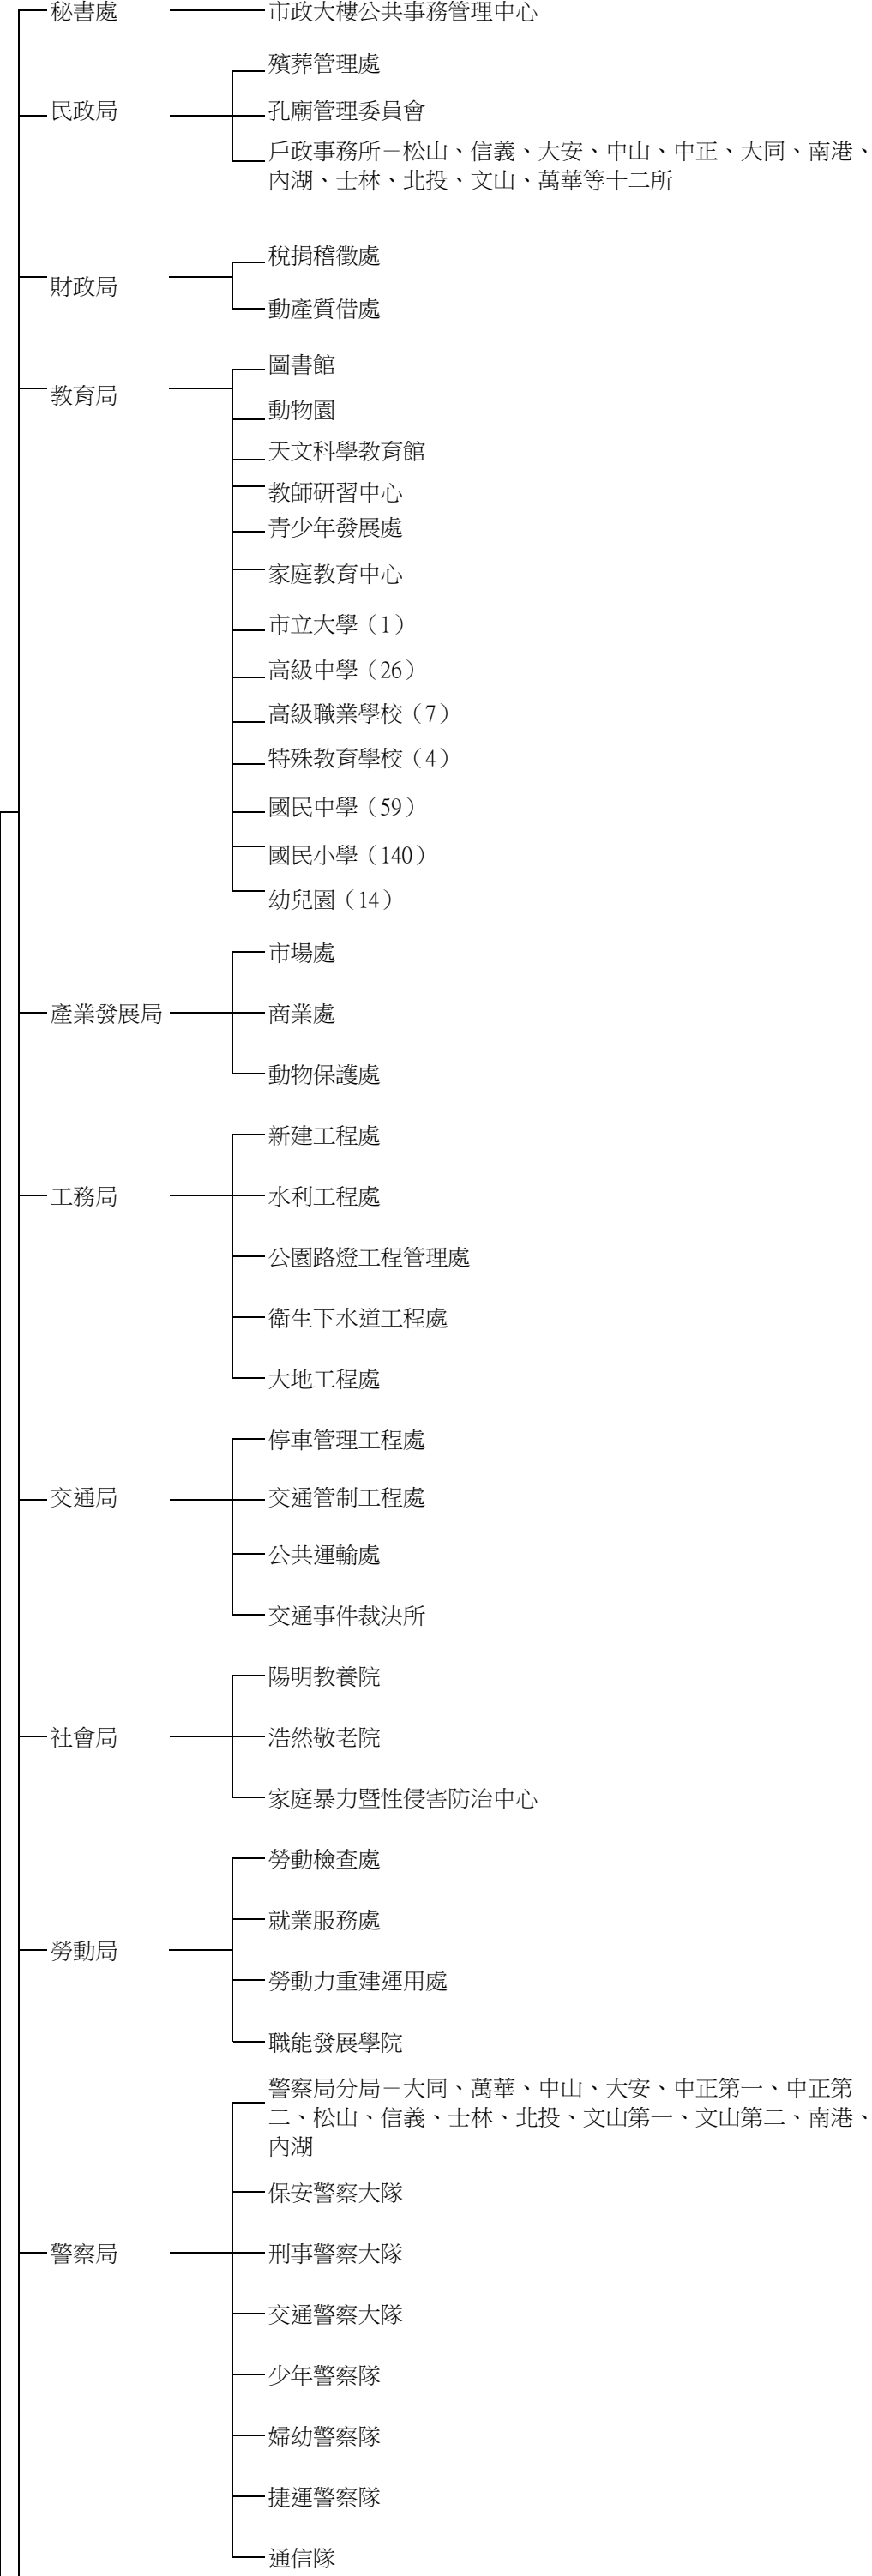 秘書處
市政大樓公共事務管理中心
民政局
殯葬管理處
孔廟管理委員會
戶政事務所－松山、信義、大安、中山、中正、大同、南港、
內湖、士林、北投、文山、萬華等十二所
財政局
稅捐稽徵處
動產質借處
教育局
圖書館
動物園
天文科學教育館
教師研習中心
青少年發展處
家庭教育中心
市立大學（1）
高級中學（26）
高級職業學校（7）
特殊教育學校（4）
國民中學（59）
國民小學（140）
幼兒園（14）
產業發展局
市場處
商業處
動物保護處
工務局
新建工程處
水利工程處
公園路燈工程管理處
衛生下水道工程處
大地工程處
交通局
停車管理工程處
交通管制工程處
公共運輸處
交通事件裁決所
社會局
陽明教養院
浩然敬老院
家庭暴力暨性侵害防治中心
勞動局
勞動檢查處
就業服務處
勞動力重建運用處
職能發展學院
警察局
警察局分局－大同、萬華、中山、大安、中正第一、中正第
二、松山、信義、士林、北投、文山第一、文山第二、南港、
內湖
保安警察大隊
刑事警察大隊
交通警察大隊
少年警察隊
婦幼警察隊
捷運警察隊
通信隊